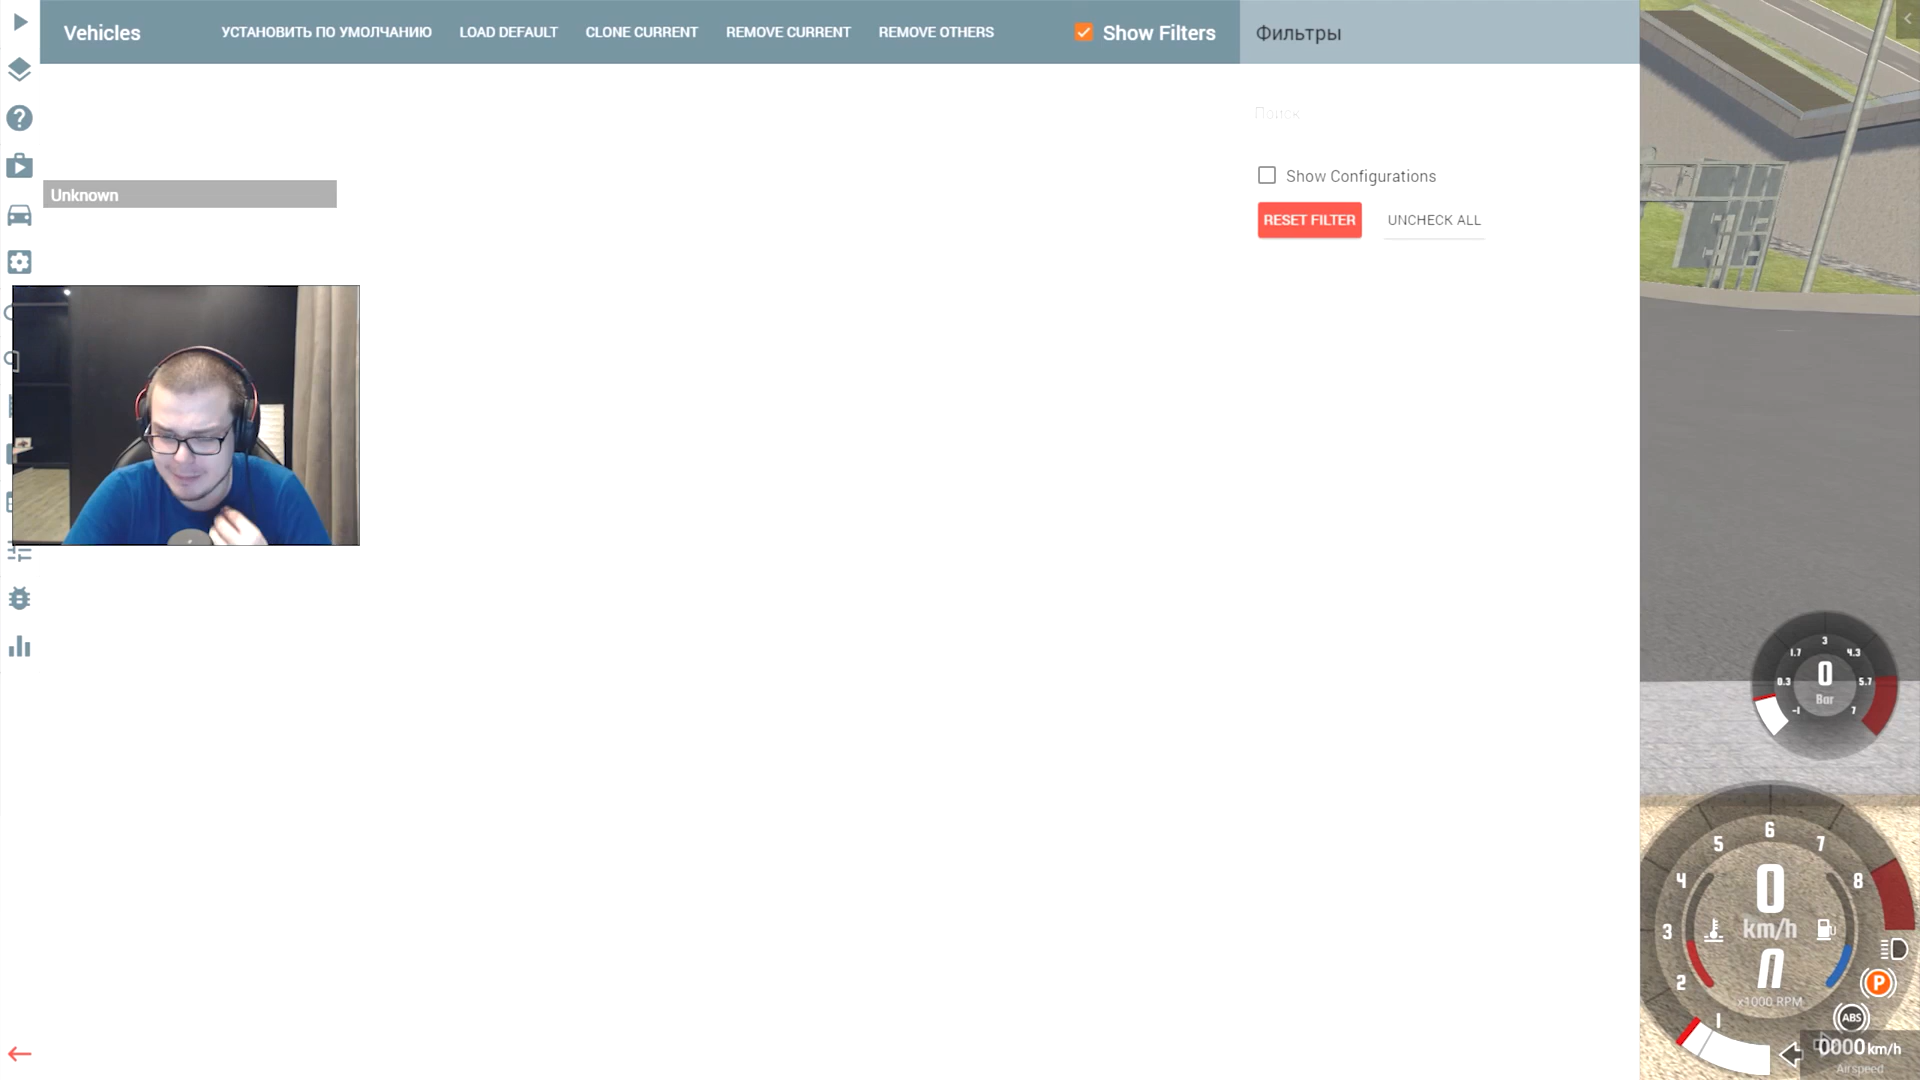 Vehicles
УСТАНОВИТЬ ПО УМОЛЧАНИЮ
LOAD DEFAULT
CLONE CURRENT
REMOVE CURRENT
REMOVE OTHERS
Show Filters
Фильтры
Поиск
Show Configurations
Unknown
RESET FILTER
UNCHECK ALL
3
1.7
4.3
0
0.3
5.7
Bar
-1
7
6
5
7
4
8
0
3
km/h
2
0
x1000 RPM
P
1
ABS
0000 km/h
Airspeed